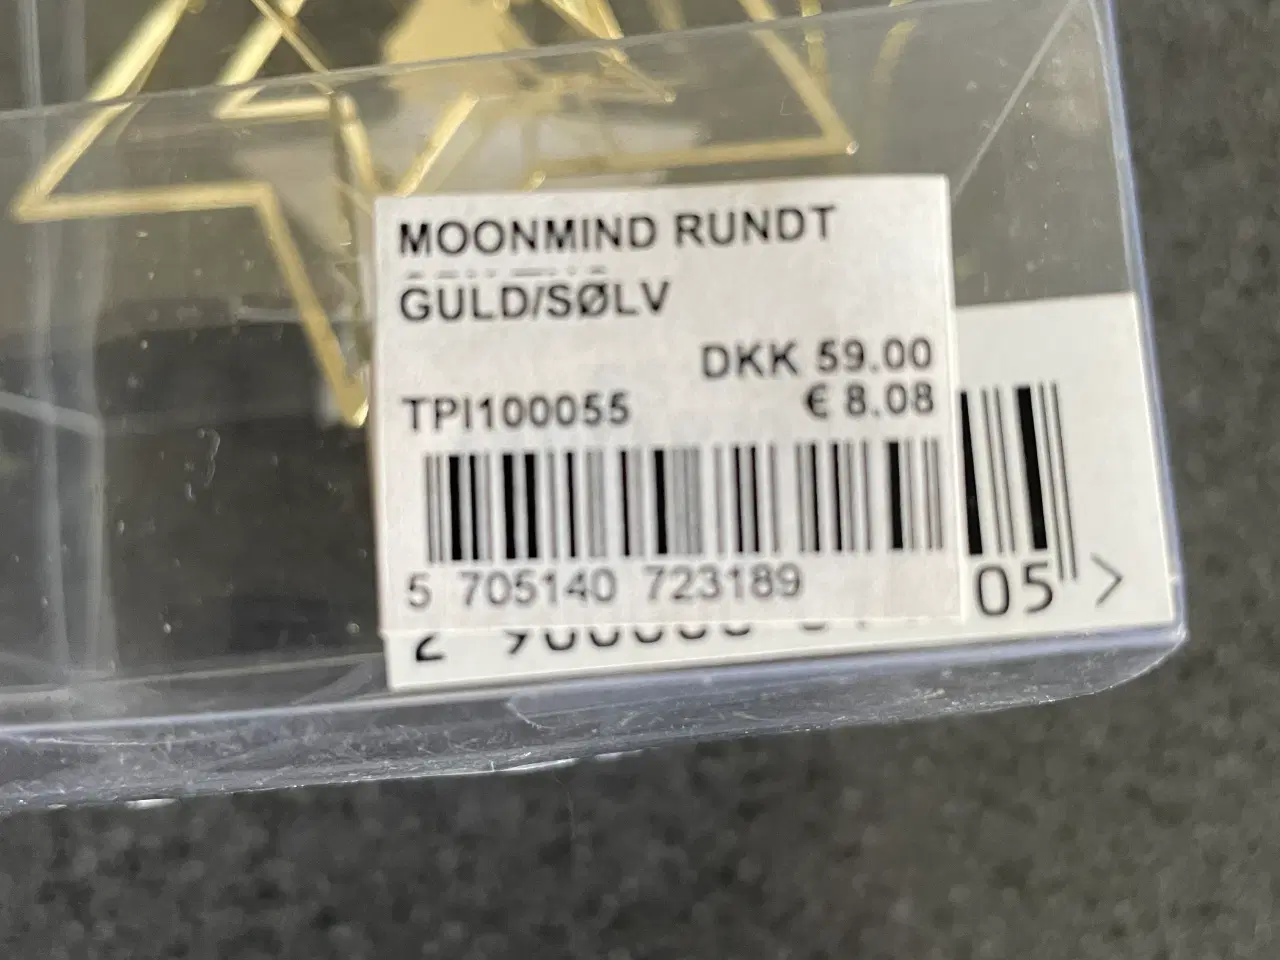 MOONMIND RUNDT
GULD/SØLV
DKK 59.00
TPI100055
€ 8.08
5 705140 723189
05 >